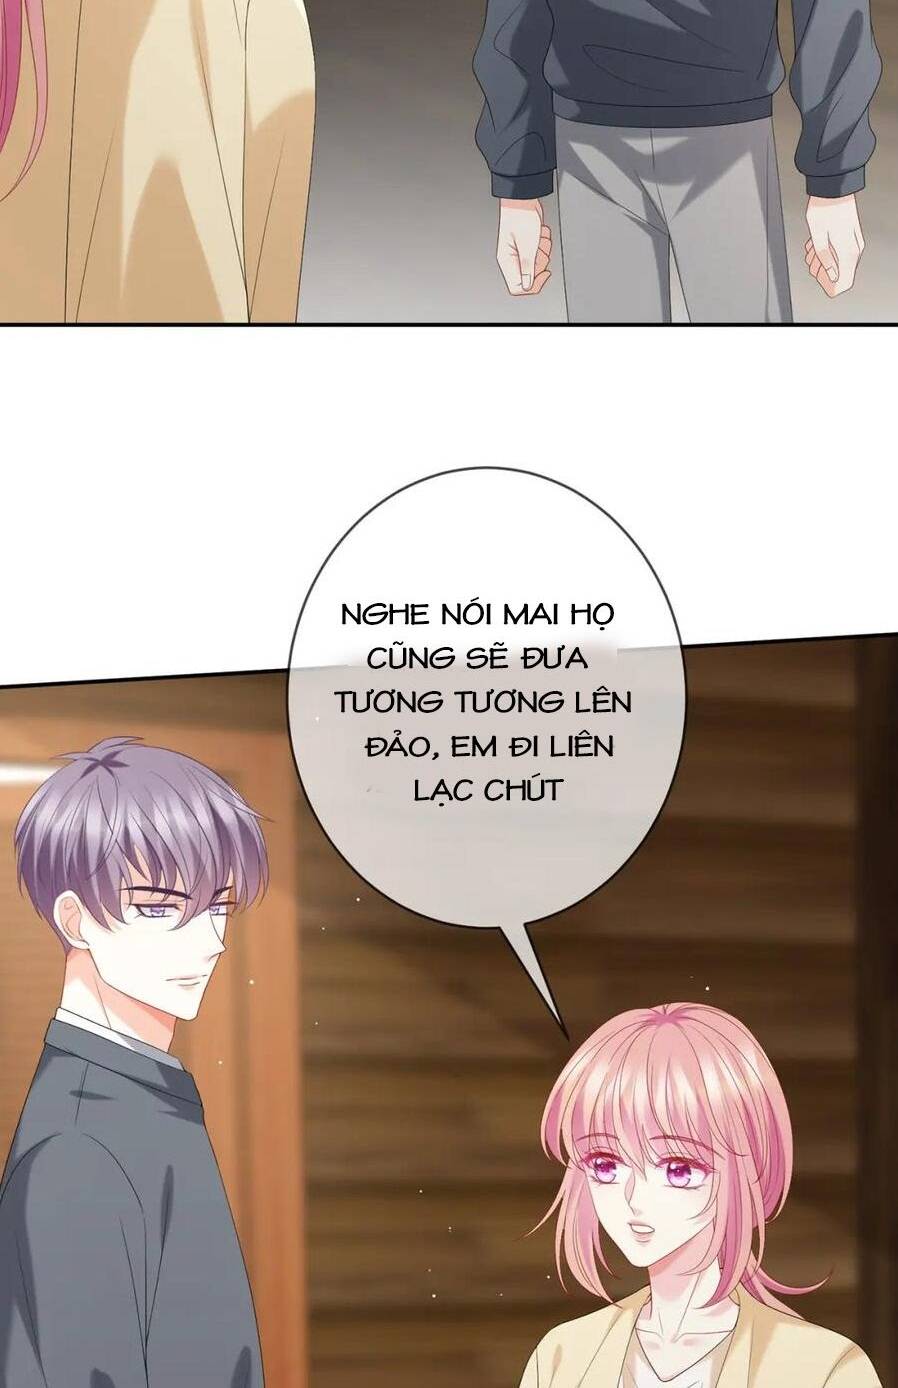 NGHE NÓI MAI HỌ
CŨNG SẼ ĐƯA
TƯƠNG TƯƠNG LÊN
ĐẢO, EM ĐI LIÊN
LẠC CHÚT